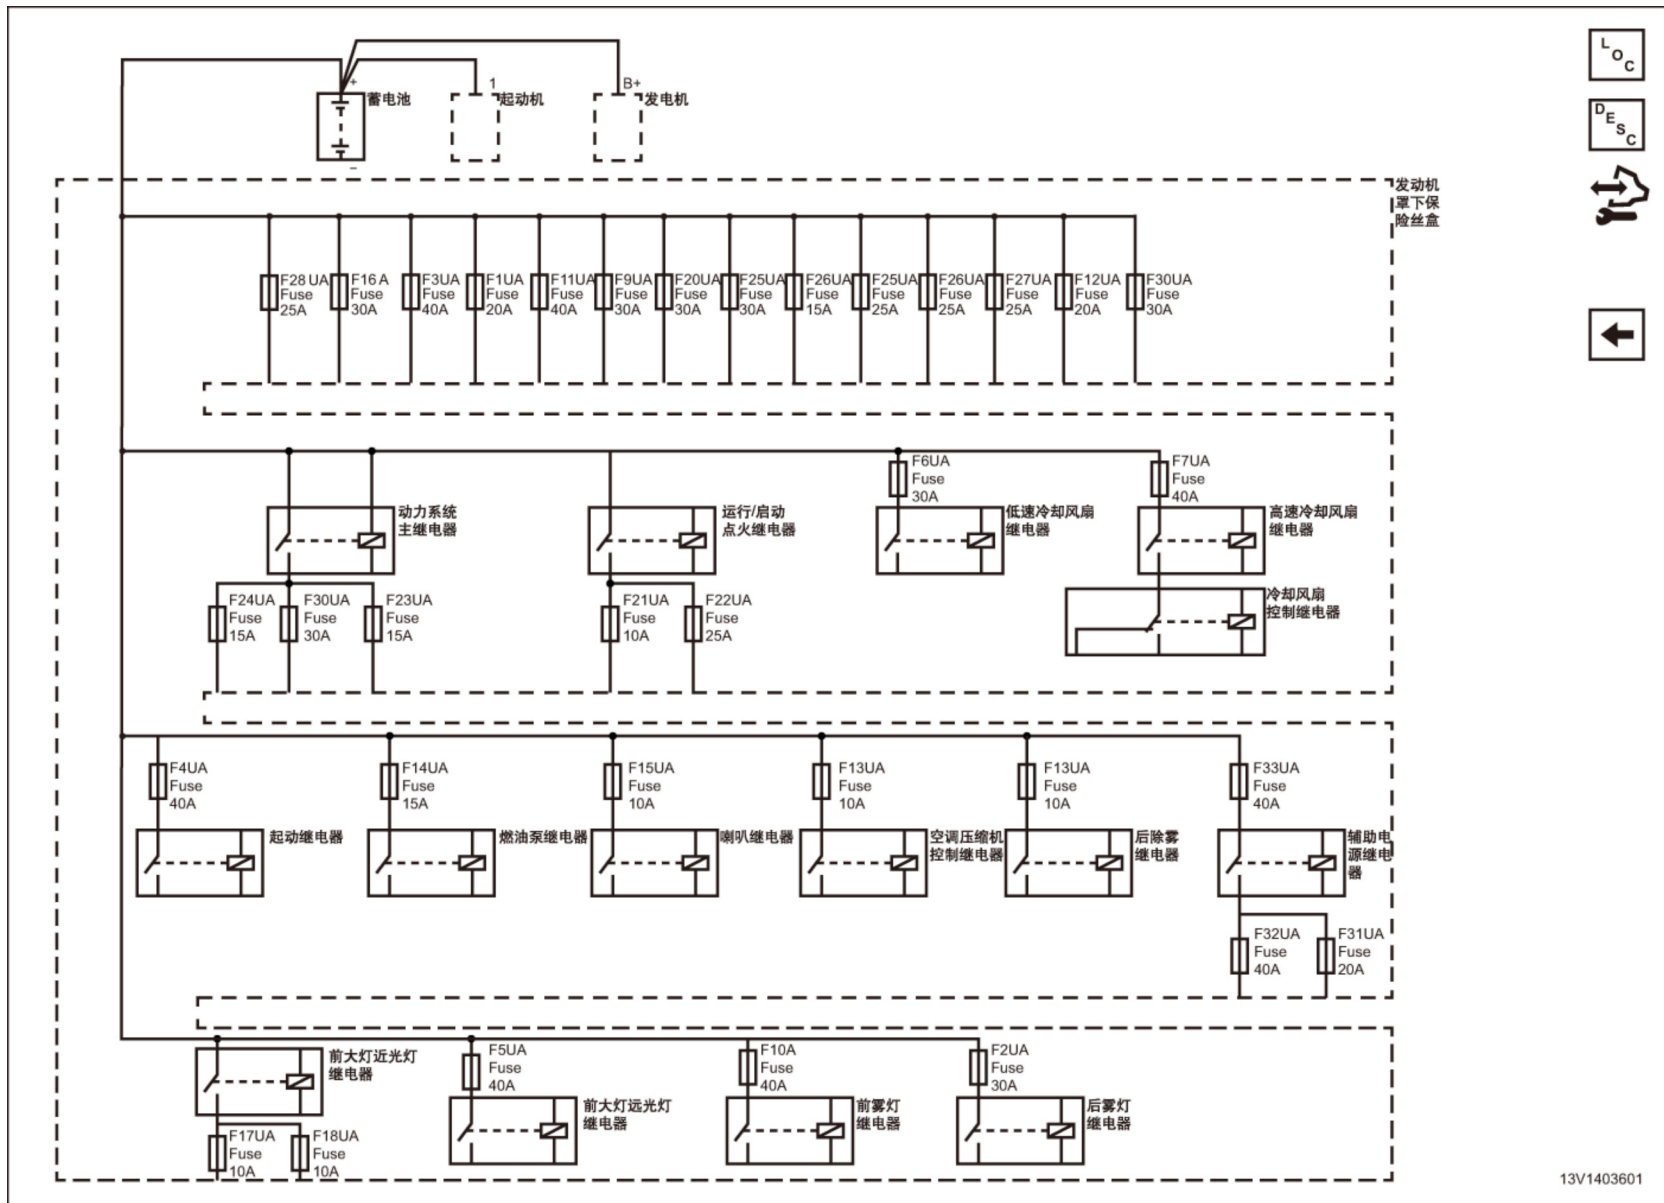 L
O
C
D
E
S
C
+
蓄电池
-
1
起动机
B+
发电机
发动机
罩下保
险丝盒
F28 UA
Fuse
25A
F16 A
Fuse
30A
F3UA
Fuse
40A
F1UA
Fuse
20A
F11UA
Fuse
40A
F9UA
Fuse
30A
F20UA
Fuse
30A
F25UA
Fuse
30A
F26UA
Fuse
15A
F25UA
Fuse
25A
F26UA
Fuse
25A
F27UA
Fuse
25A
F12UA
Fuse
20A
F30UA
Fuse
30A
动力系统
主继电器
运行/启动
点火继电器
F6UA
Fuse
30A
低速冷却风扇
继电器
F7UA
Fuse
40A
高速冷却风扇
继电器
冷却风扇
控制继电器
F24UA
Fuse
15A
F30UA
Fuse
30A
F23UA
Fuse
15A
F21UA
Fuse
10A
F22UA
Fuse
25A
F4UA
Fuse
40A
起动继电器
F14UA
Fuse
15A
燃油泵继电器
F15UA
Fuse
10A
喇叭继电器
F13UA
Fuse
10A
空调压缩机
控制继电器
F13UA
Fuse
10A
后除雾
继电器
F33UA
Fuse
40A
辅助电
源继电
器
F32UA
Fuse
40A
F31UA
Fuse
20A
前大灯近光灯
继电器
F17UA
Fuse
10A
F18UA
Fuse
10A
F5UA
Fuse
40A
前大灯远光灯
继电器
F10A
Fuse
40A
前雾灯
继电器
F2UA
Fuse
30A
后雾灯
继电器
13V1403601